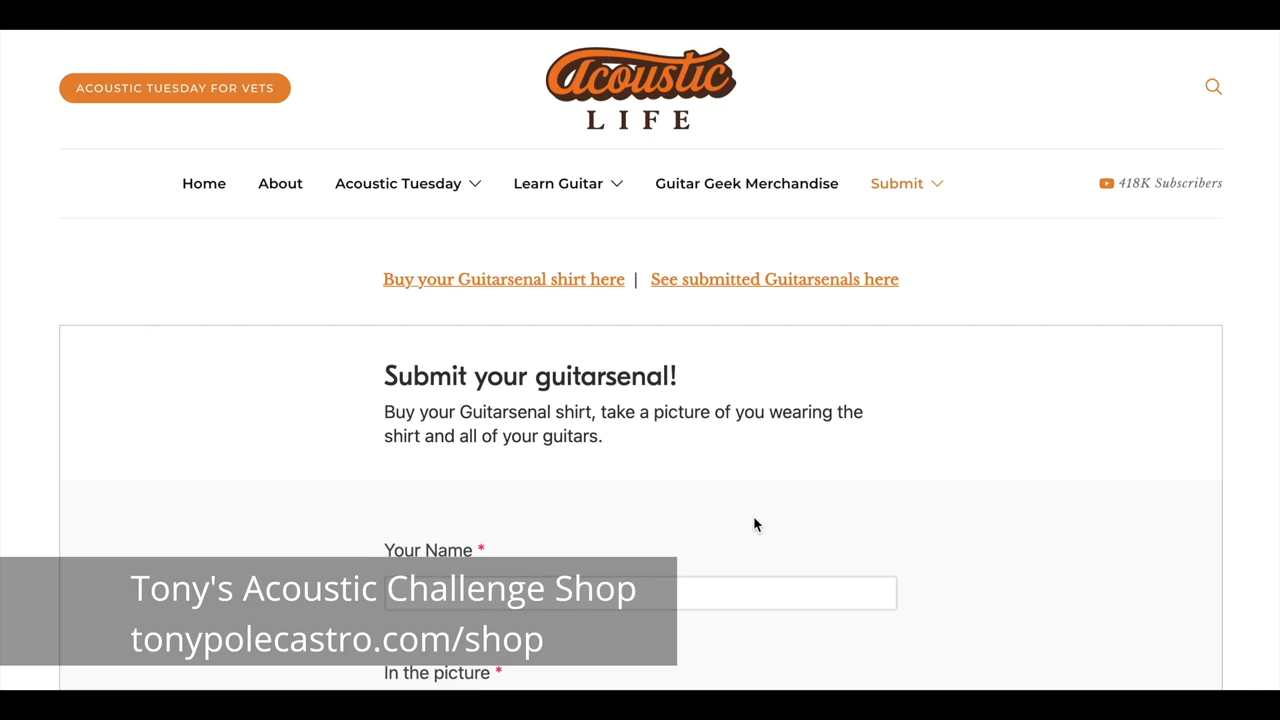 ACOUSTIC TUESDAY FOR VETS
Acoustic
LIFE
Home About Acoustic Tuesday Learn Guitar Guitar Geek Merchandise Submit 418K Subscribers
Buy your Guitarsenal shirt here | See submitted Guitarsenals here
Submit your guitarsenal!
Buy your Guitarsenal shirt, take a picture of you wearing the
shirt and all of your guitars.
Your Name *
Tony's Acoustic Challenge Shop
tonypolecastro.com/shop
In the picture *